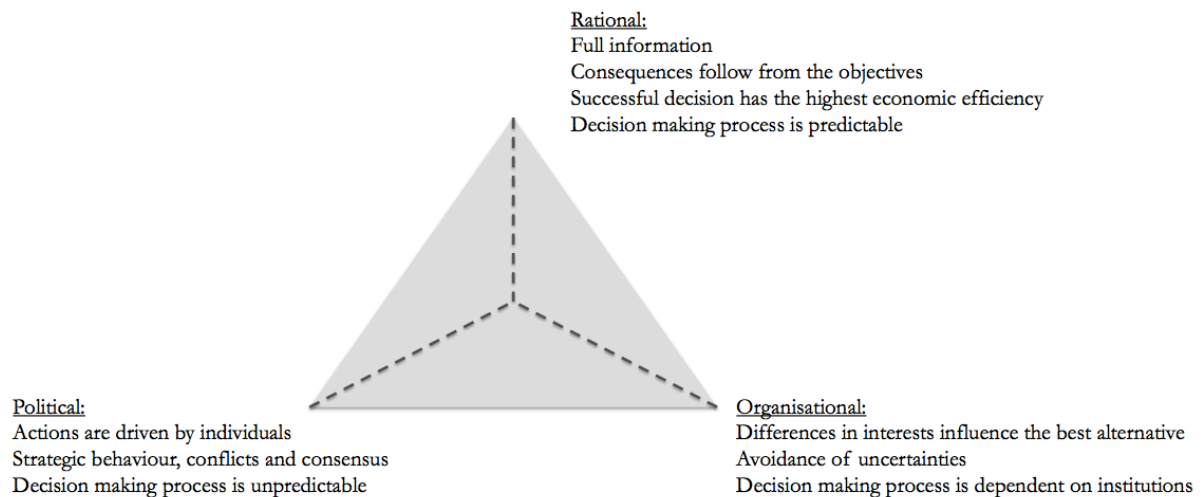 Rational:
Full information
Consequences follow from the objectives
Successful decision has the highest economic efficiency
Decision making process is predictable
Political:
Actions are driven by individuals
Strategic behaviour, conflicts and consensus
Decision making process is unpredictable
Organisational:
Differences in interests influence the best alternative
Avoidance of uncertainties
Decision making process is dependent on institutions